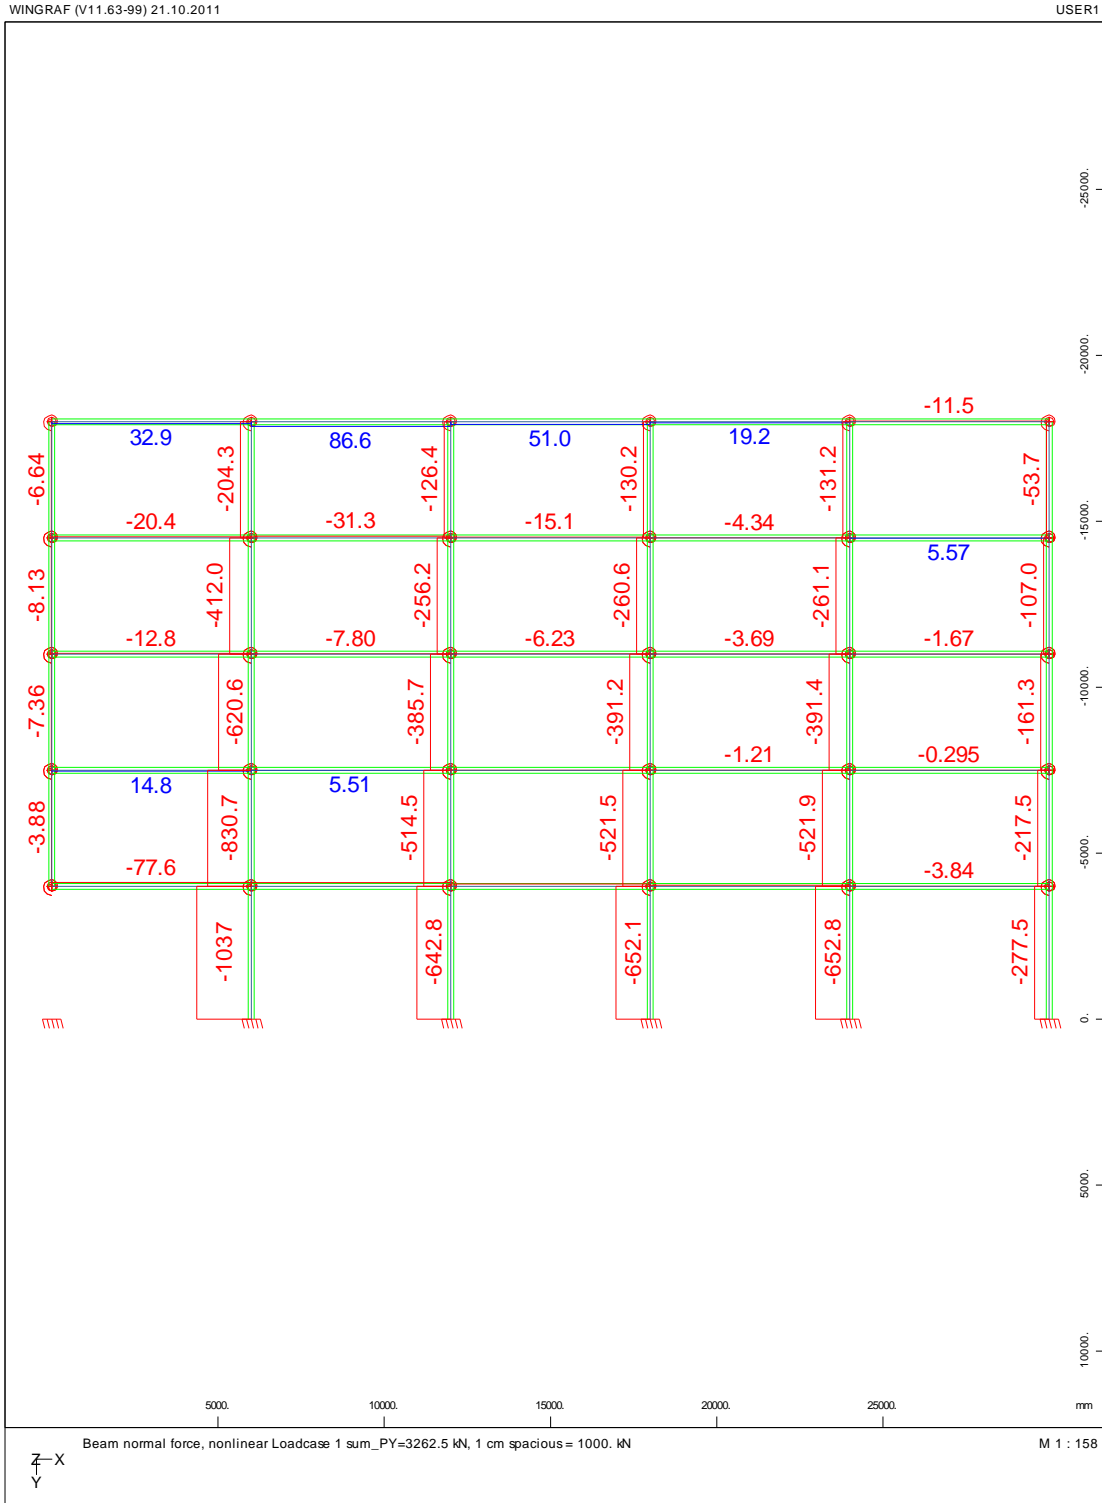 WINGRAF (V11.63-99) 21.10.2011 USER1
-25000.
-20000.
-11.5
32.9 86.6 51.0 19.2
-6.64 -204.3 -126.4 -130.2 -131.2 -53.7
-20.4 -31.3 -15.1 -4.34 -15000.
5.57
-8.13 -412.0 -256.2 -260.6 -261.1 -107.0
-12.8 -7.80 -6.23 -3.69 -1.67
-7.36 -620.6 -385.7 -391.2 -391.4 -161.3 -10000.
-1.21 -0.295
14.8 5.51
-3.88 -830.7 -514.5 -521.5 -521.9 -217.5
-77.6 -3.84 -5000.
-1037 -642.8 -652.1 -652.8 -277.5
0.
5000.
10000.
5000. 10000. 15000. 20000. 25000. mm
Beam normal force, nonlinear Loadcase 1 sum_PY=3262.5 kN, 1 cm spacious = 1000. kN M 1 : 158
Z X
Y